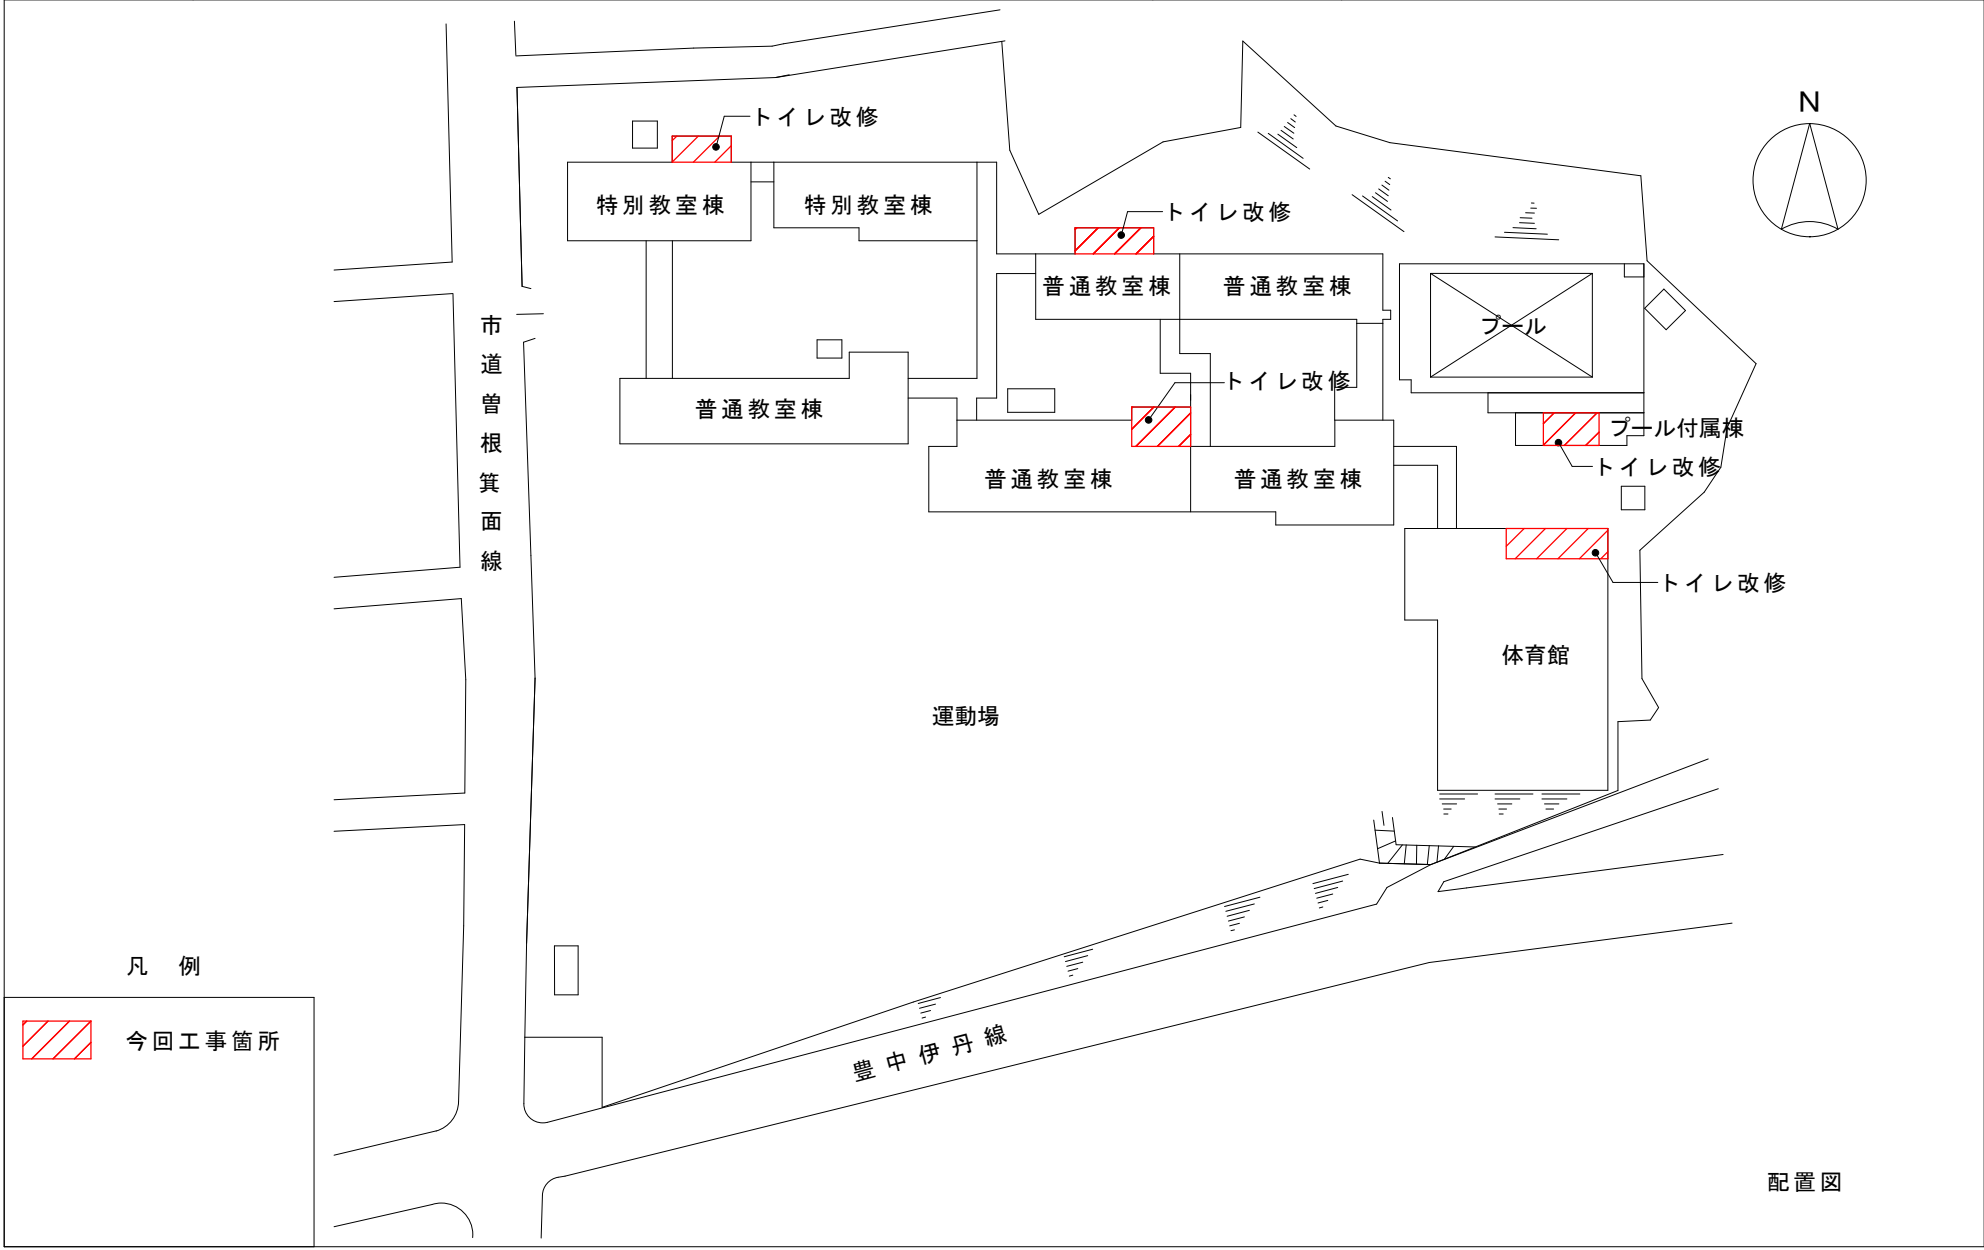 N
トイレ改修
特別教室棟
特別教室棟
トイレ改修
普通教室棟
普通教室棟
プール
市道曽根箕面線
トイレ改修
普通教室棟
プール付属棟
トイレ改修
普通教室棟
普通教室棟
トイレ改修
体育館
運動場
凡例
今回工事箇所
豊中伊丹線
配置図